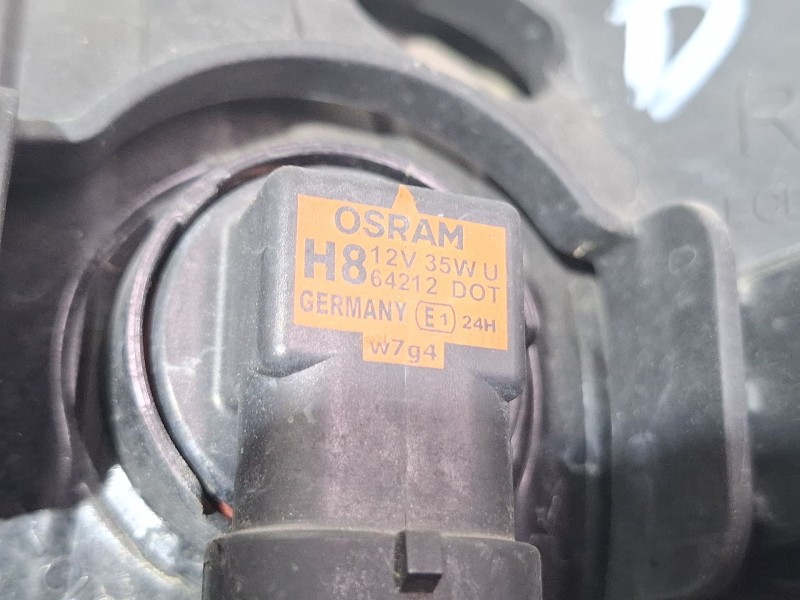 OSRAM
H8 12V 35W U
64212 DOT
GERMANY E1 24H
w7g4